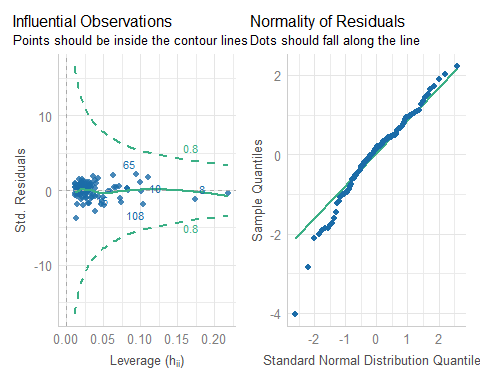 Influential Observations
Points should be inside the contour lines
Std. Residuals
10
0
-10
0.8
65
10
8
108
0.8
0.00
0.05
0.10
0.15
0.20
Leverage (hii)
Normality of Residuals
Dots should fall along the line
Sample Quantiles
2
0
-2
-4
-2
-1
0
1
2
Standard Normal Distribution Quantile